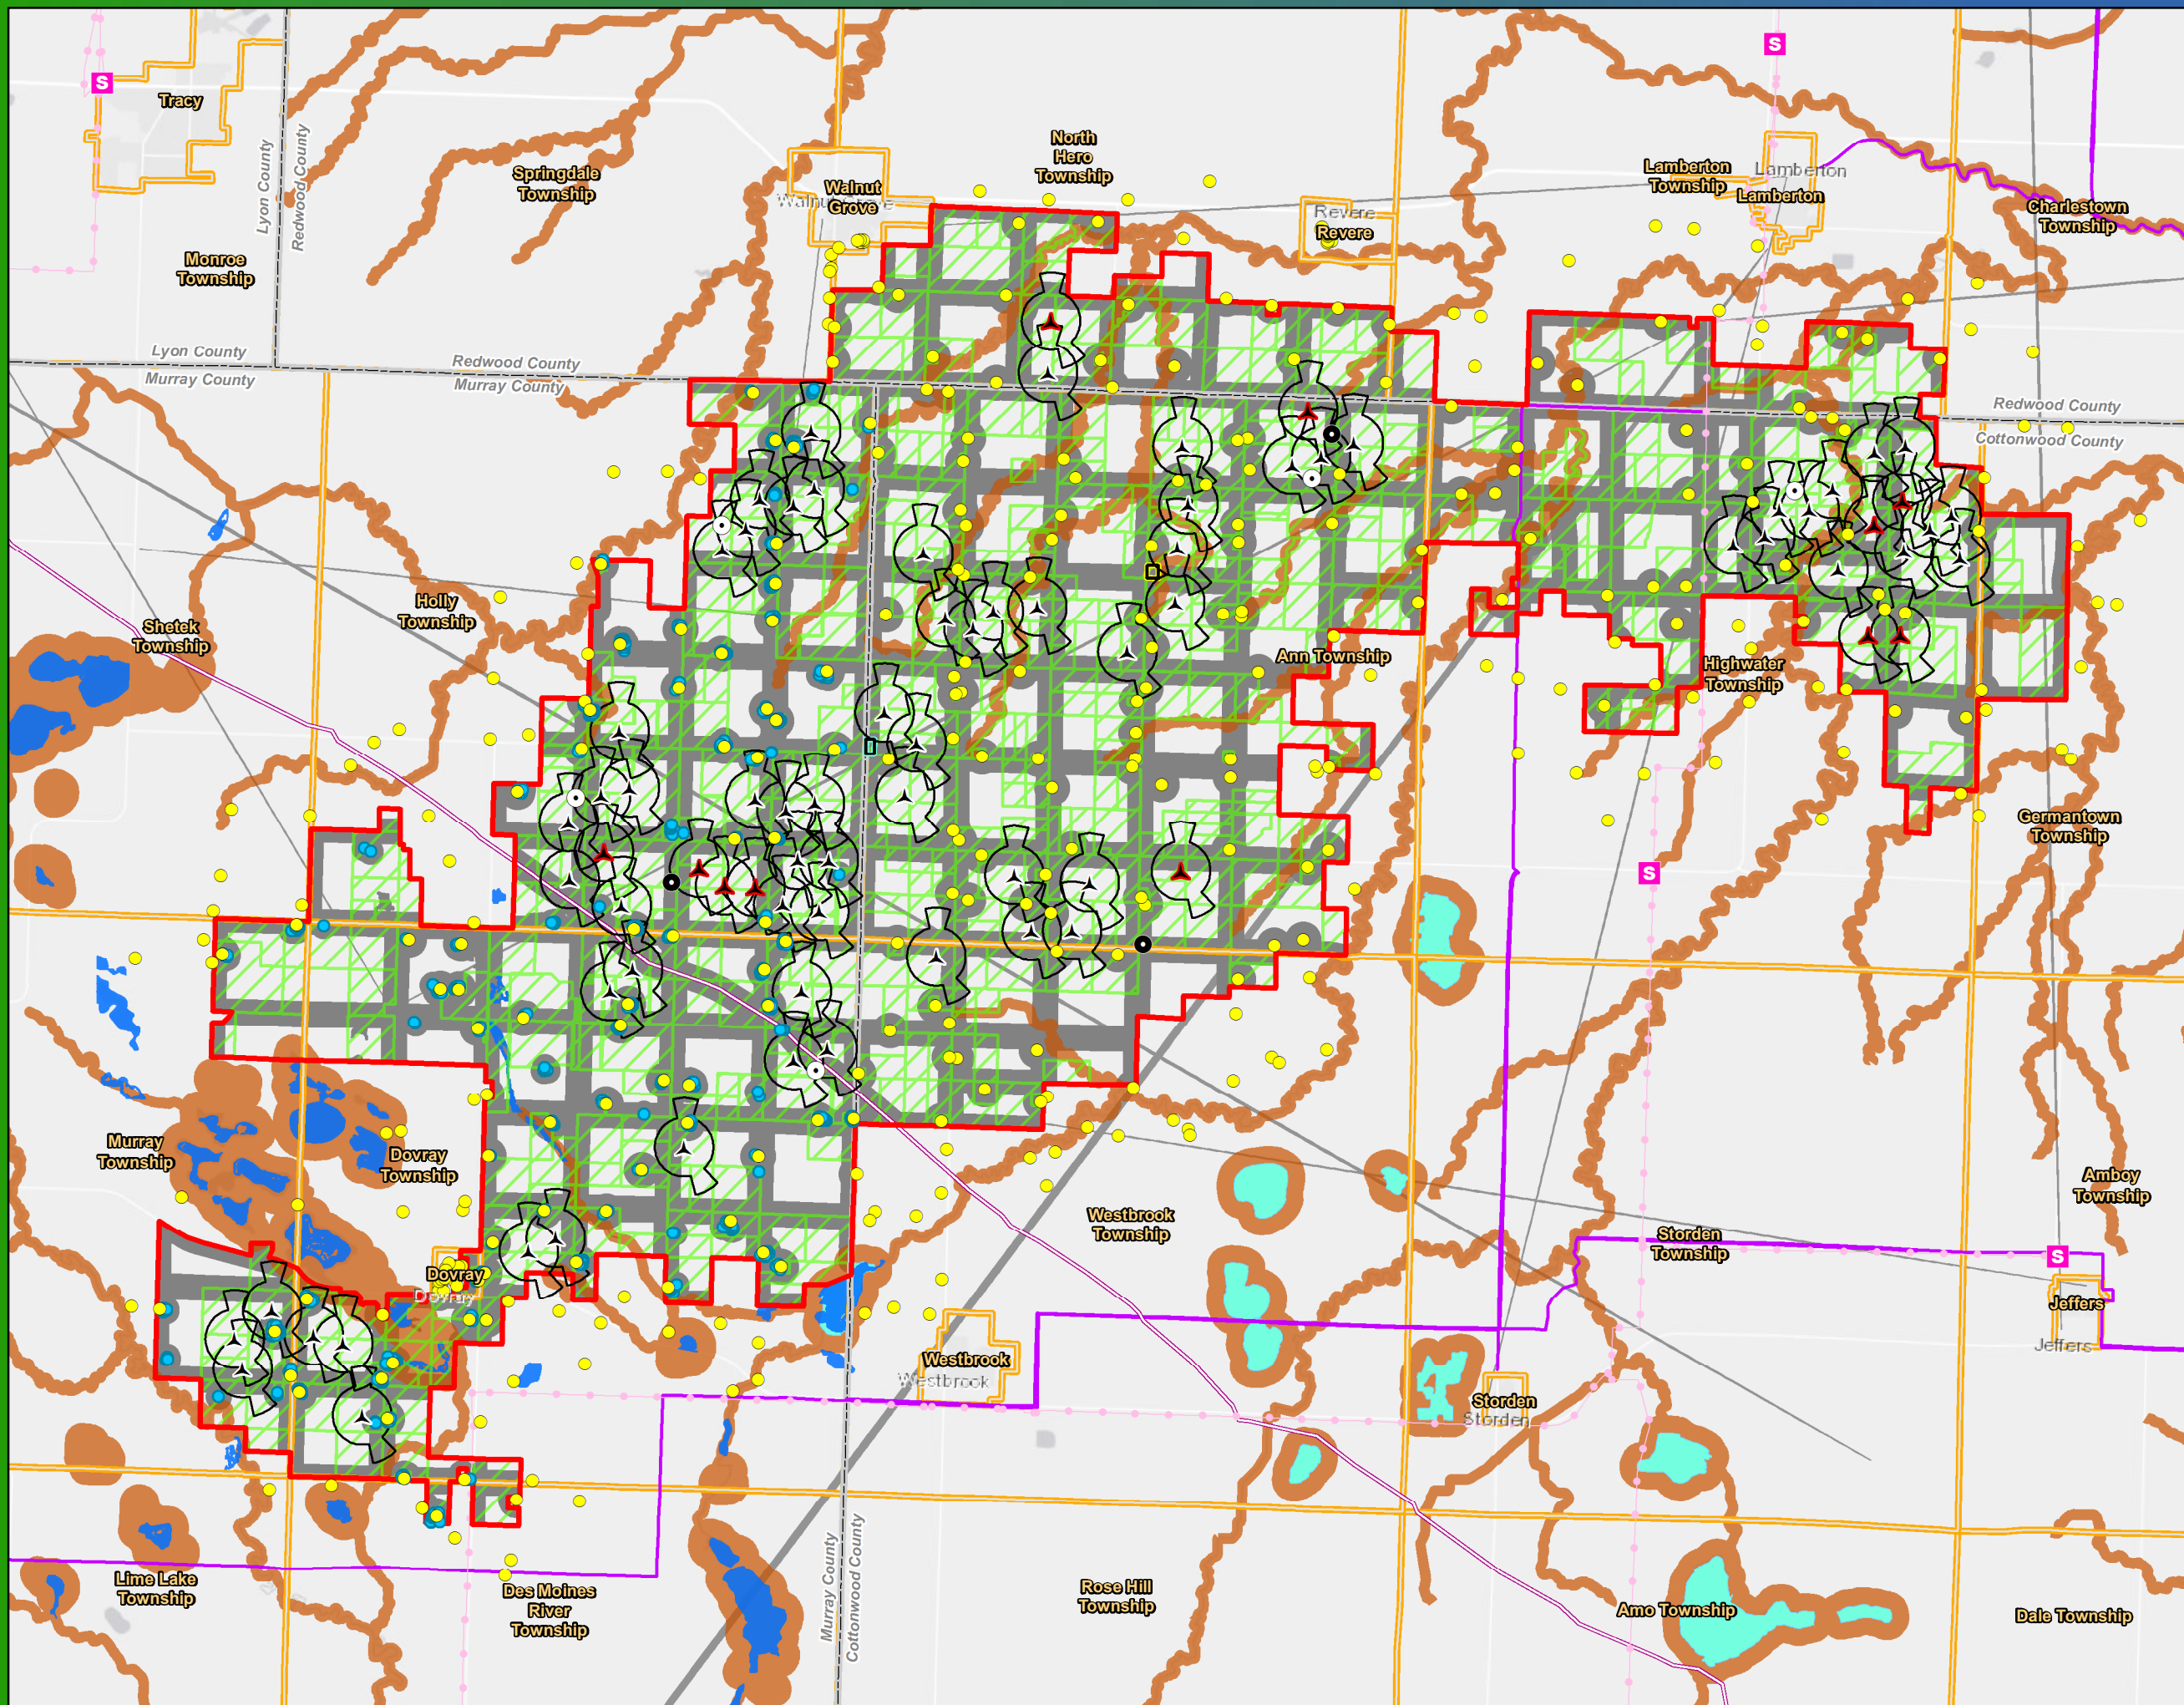 S
S
Tracy
Lyon County
Redwood County
Springdale
Township
North
Hero
Township
Walnut
Grove
Walnut Grove
Revere
Revere
Lamberton
Township
Lamberton
Lamberton
Charlestown
Township
Monroe
Township
Lyon County
Murray County
Redwood County
Murray County
Redwood County
Cottonwood County
Holly
Township
Shetek
Township
Ann Township
Highwater
Township
Germantown
Township
S
Murray
Township
Dovray
Township
Amboy
Township
Westbrook
Township
Storden
Township
S
Dovray
Dovray
Jeffers
Jeffers
Westbrook
Westbrook
Storden
Storden
Murray County
Cottonwood County
Lime Lake
Township
Des Moines
River
Township
Rose Hill
Township
Amo Township
Dale Township